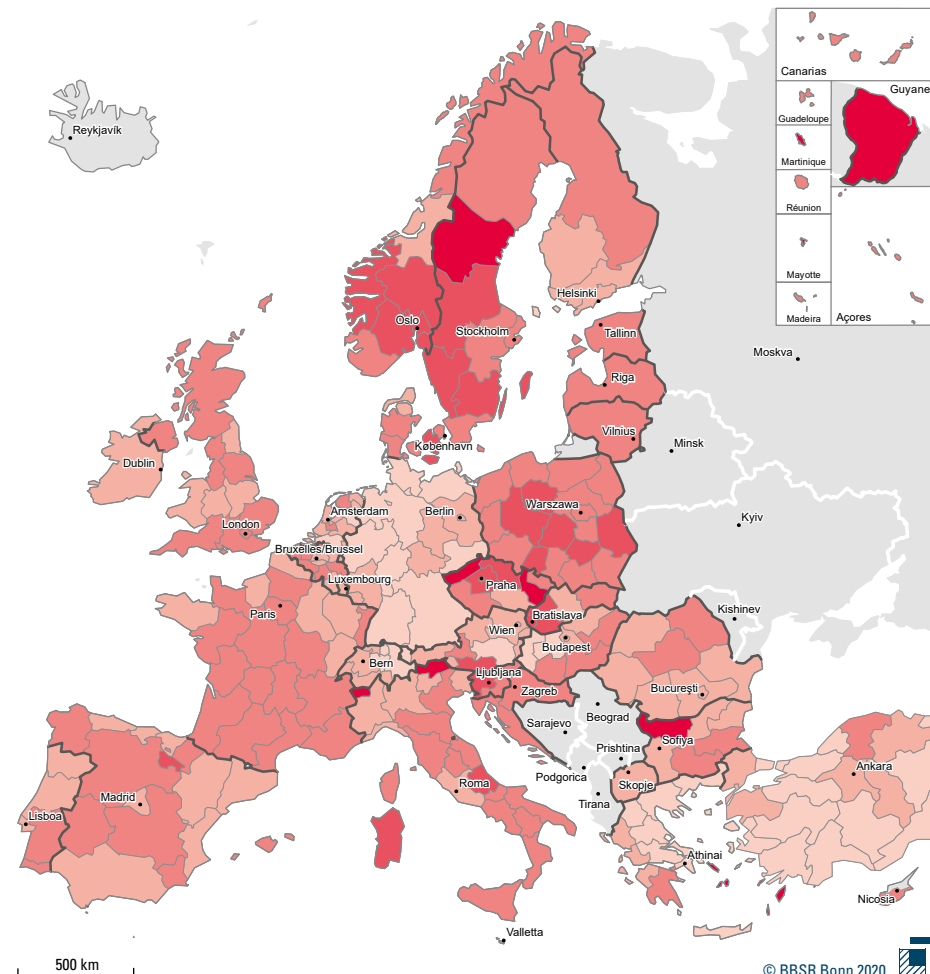 Canarias
Guyane
Guadeloupe
Martinique
Réunion
Mayotte
Madeira
Açores
Reykjavík
Helsinki
Oslo
Stockholm
Tallinn
Moskva
Riga
København
Vilnius
Minsk
Dublin
Amsterdam
Berlin
Warszawa
London
Kyiv
Bruxelles/Brussel
Luxembourg
Praha
Paris
Kishinev
Bratislava
Wien
Budapest
Bern
Ljubljana
Zagreb
București
Beograd
Sarajevo
Sofiya
Prishtina
Podgorica
Skopje
Ankara
Roma
Tirana
Madrid
Lisboa
Athinai
Nicosia
Valletta
500 km
© BBSR Bonn 2020